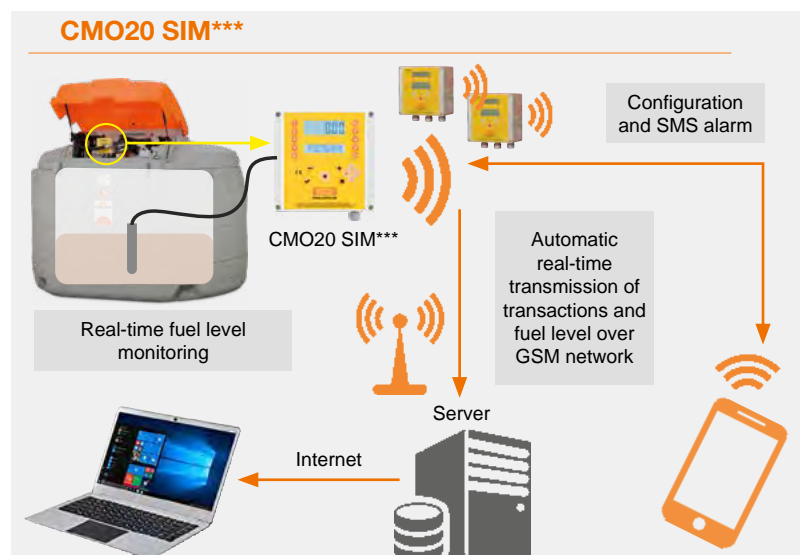 CMO20 SIM***
Configuration
and SMS alarm
CMO20 SIM***
Automatic
real-time
transmission of
transactions and
fuel level over
GSM network
Real-time fuel level
monitoring
Server
Internet